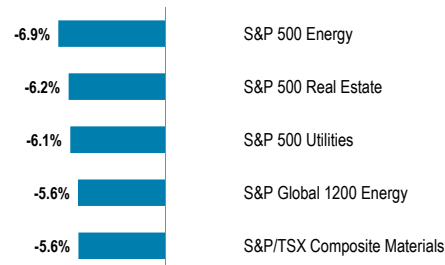 -6.9% S&P 500 Energy
-6.2% S&P 500 Real Estate
-6.1% S&P 500 Utilities
-5.6% S&P Global 1200 Energy
-5.6% S&P/TSX Composite Materials